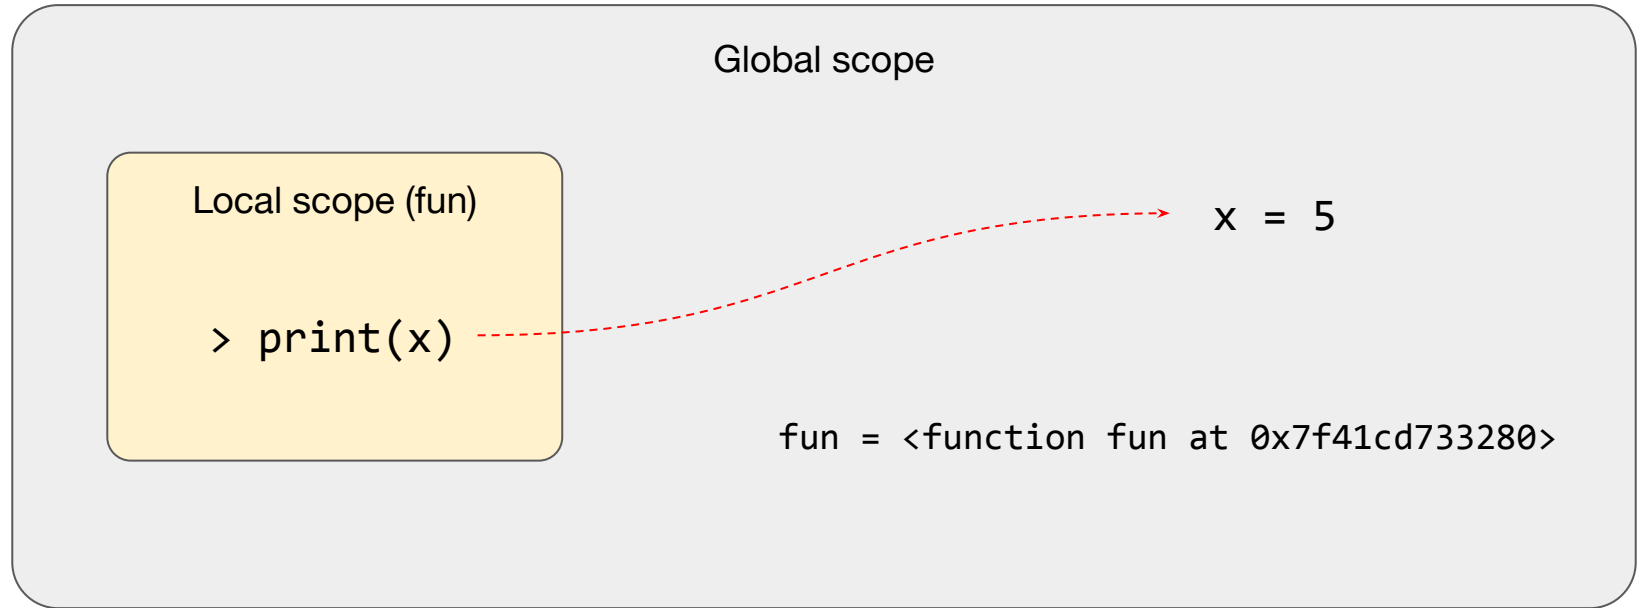 Global scope
Local scope (fun)
x = 5
> print(x)
fun = <function fun at 0x7f41cd733280>